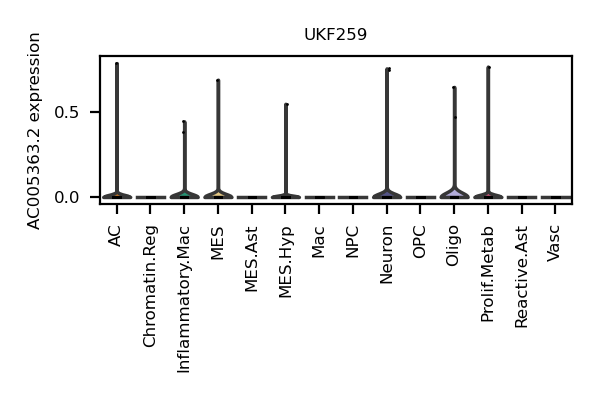 UKF259
AC005363.2 expression
0.5
0.0
AC
Chromatin.Reg
Inflammatory.Mac
MES
MES.Ast
MES.Hyp
Mac
NPC
Neuron
OPC
Oligo
Prolif.Metab
Reactive.Ast
Vasc